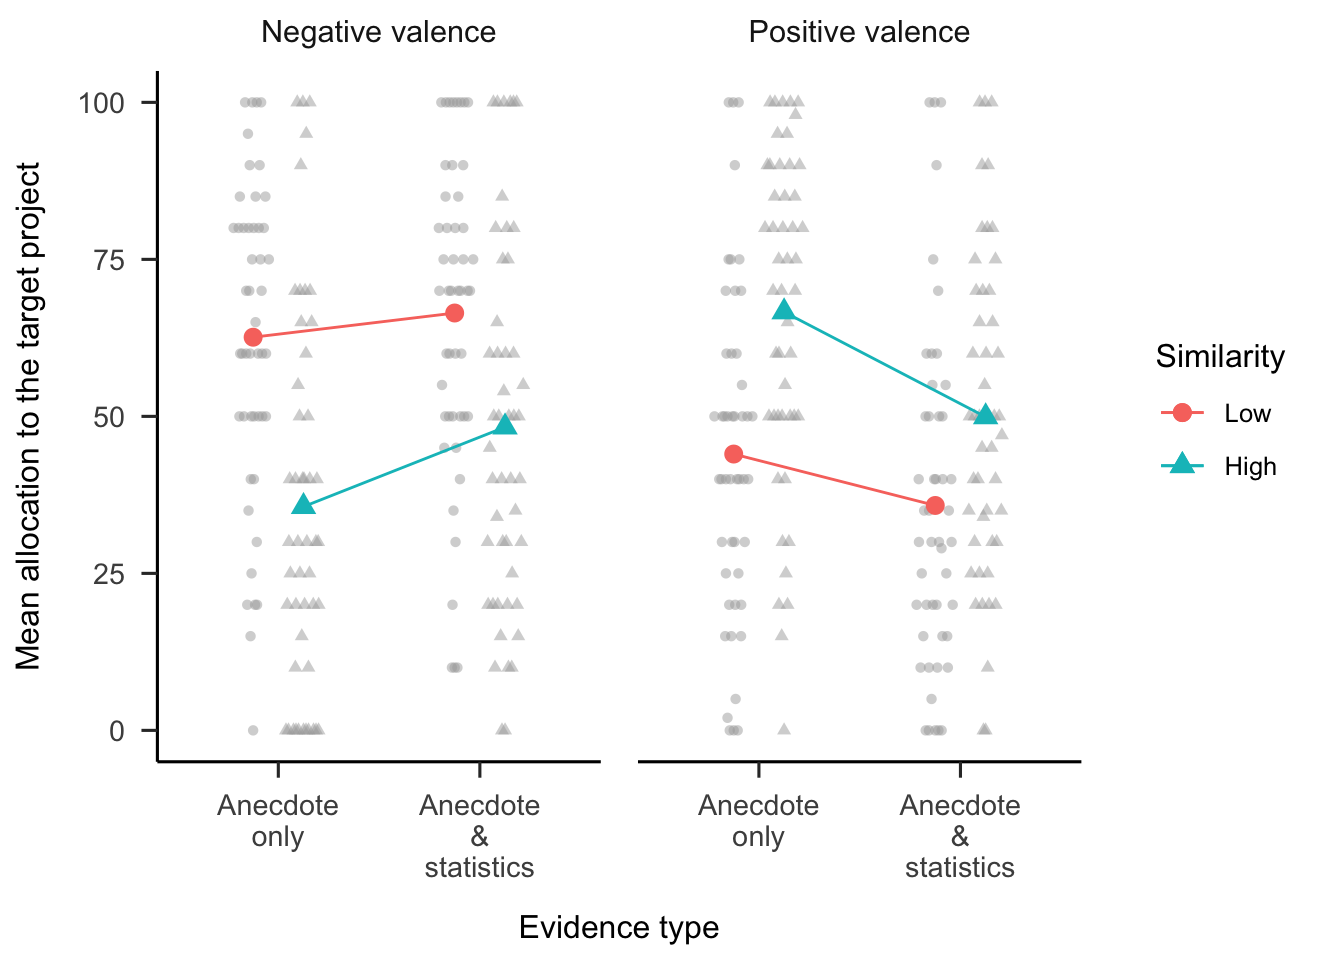 Negative valence
Positive valence
Mean allocation to the target project
100
75
50
25
0
Anecdote
only
Anecdote
&
statistics
Anecdote
only
Anecdote
&
statistics
Evidence type
Similarity
Low
High